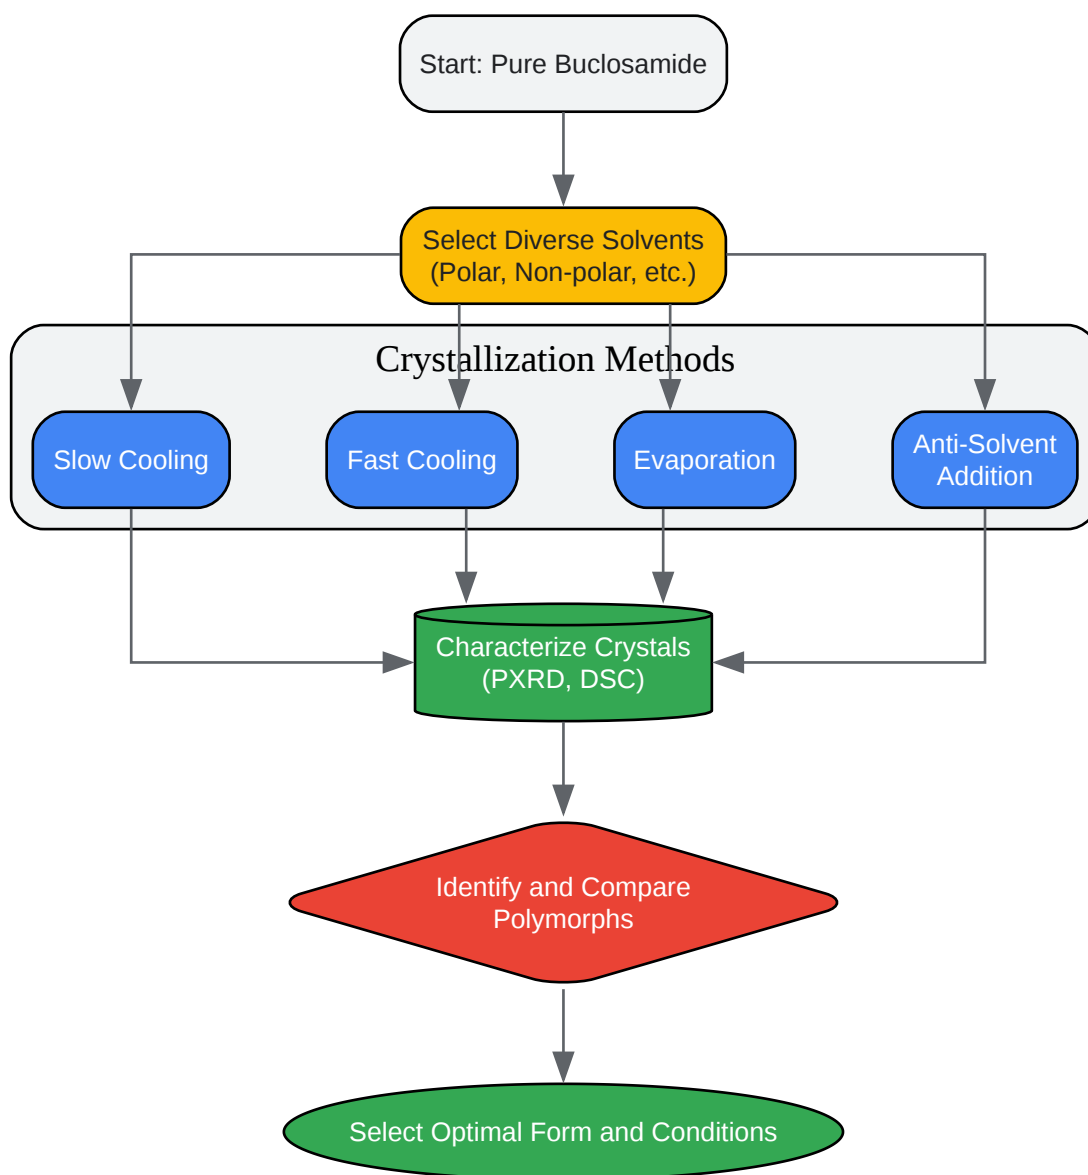 Start: Pure Buclosamide
Select Diverse Solvents
(Polar, Non-polar, etc.)
Crystallization Methods
Slow Cooling
Fast Cooling
Evaporation
Anti-Solvent
Addition
Characterize Crystals
(PXRD, DSC)
Identify and Compare
Polymorphs
Select Optimal Form and Conditions